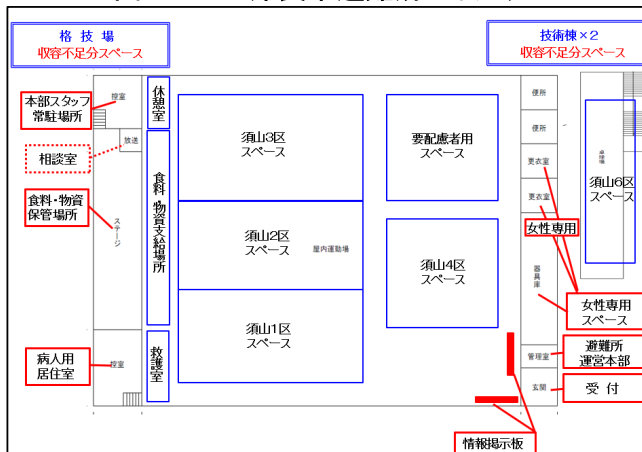 格 技 場
収容不足分スペース
技術棟×2
収容不足分スペース
本部スタッフ
常駐場所
控室
休憩室
放送
相談室
食料・物資
保管場所
ステージ
食料・物資支給場所
病人用
居住室
控室
救護室
須山3区
スペース
須山2区
スペース
屋内運動場
須山1区
スペース
要配慮者用
スペース
須山4区
スペース
便所
便所
更衣室
更衣室
器具庫
管理室
玄関
須山6区
スペース
女性専用
女性専用
スペース
避難所
運営本部
受 付
情報掲示板